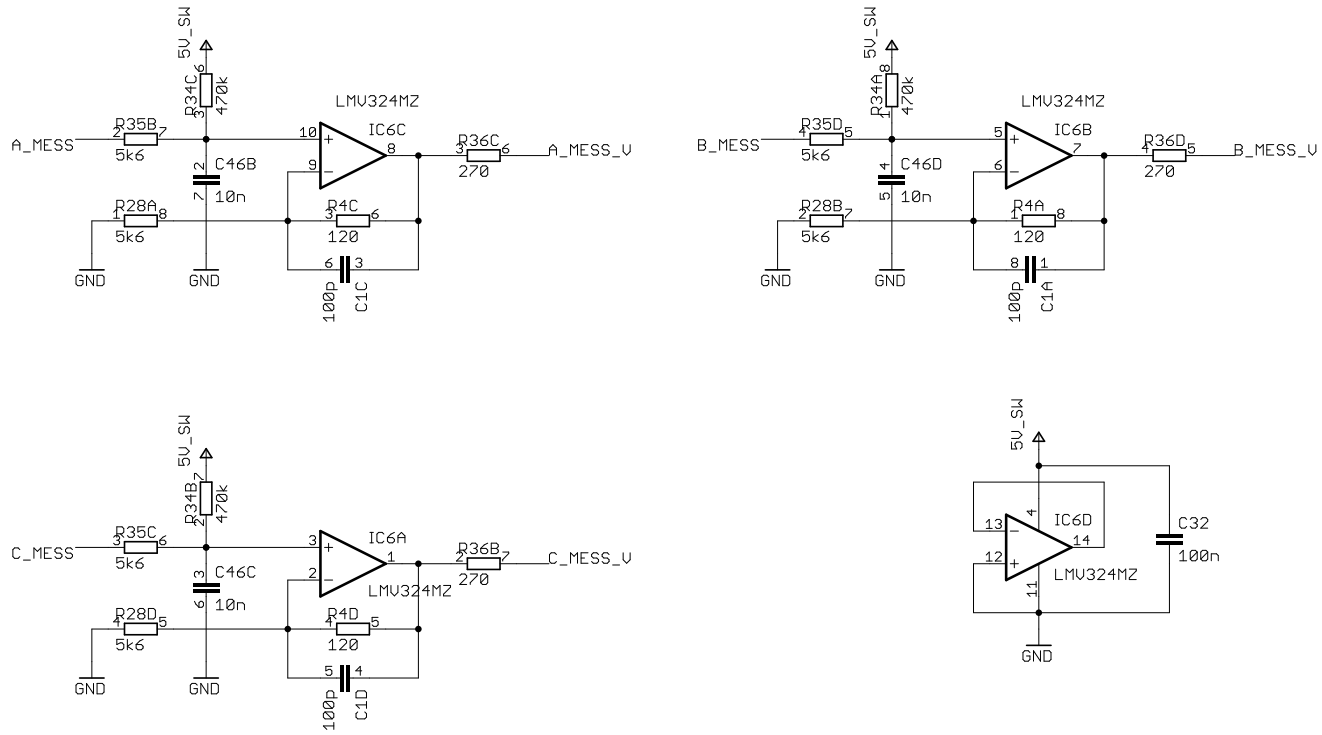 5V_SW
R34C
6
3
470k
LMV324MZ
IC6C
A_MESS
R35B
2
7
5k6
10
+
9
-
8
R36C
3
6
270
A_MESS_V
C46B
2
7
10n
R28A
1
8
5k6
R4C
3
6
120
6
3
100p
C1C
GND
GND
5V_SW
R34A
8
1
470k
LMV324MZ
IC6B
B_MESS
R35D
4
5
5k6
5
+
6
-
7
R36D
4
5
270
B_MESS_V
C46D
4
5
10n
R28B
2
7
5k6
R4A
1
8
120
8
1
100p
C1A
GND
GND
5V_SW
R34B
7
2
470k
IC6A
LMV324MZ
C_MESS
R35C
3
6
5k6
3
+
2
-
1
R36B
2
7
270
C_MESS_V
C46C
3
6
10n
R28D
4
5
5k6
R4D
4
5
120
5
4
100p
C1D
GND
GND
5V_SW
4
IC6D
13
-
12
+
14
LMV324MZ
11
C32
100n
GND